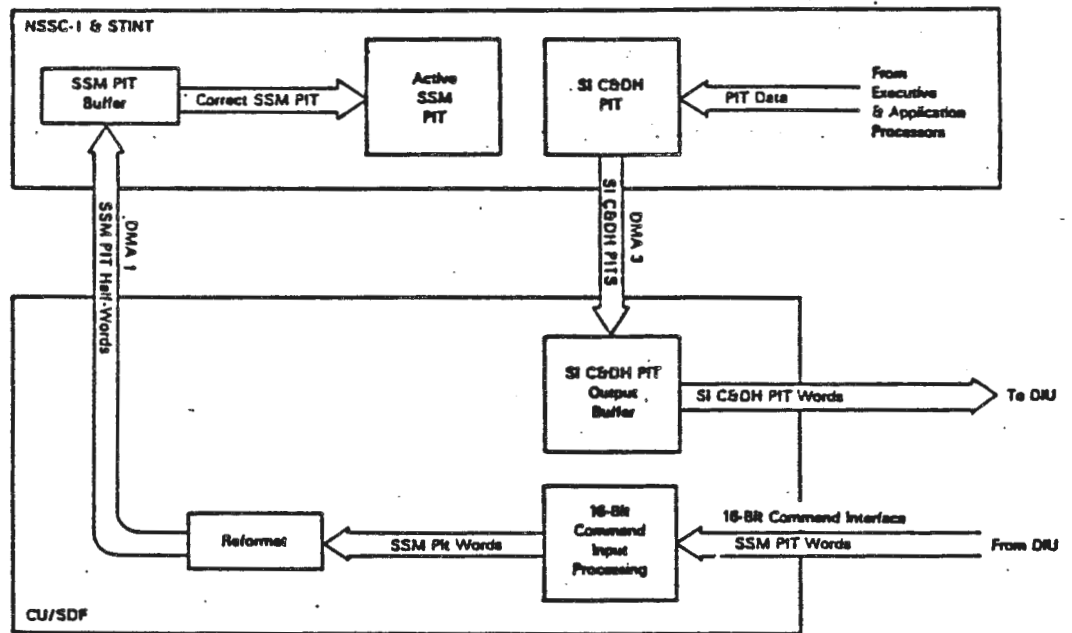 NSSC-1 & STINT
SSM PIT
Buffer
Correct SSM PIT
Active
SSM
PIT
SI C&DH
PIT
PIT Data
From
Executive
& Application
Processors
DMA 1
SSM PIT Half-Words
DMA 3
SI C&DH PITS
SI C&DH PIT
Output
Buffer
SI C&DH PIT Words
To DIU
Reformat
SSM Pit Words
16-Bit
Command
Input
Processing
16-Bit Command Interface
SSM PIT Words
From DIU
CU/SDF